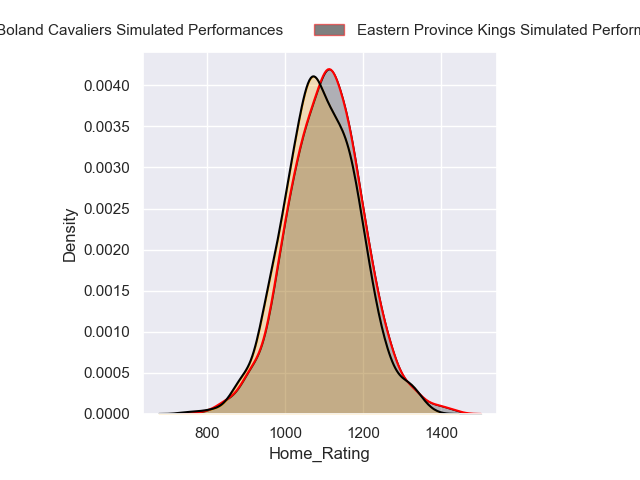 Boland Cavaliers Simulated Performances
Eastern Province Kings Simulated
0.0040
0.0035
0.0030
0.0025
0.0020
0.0015
0.0010
0.0005
0.0000
Density
800 1000 1200 1400
Home_Rating